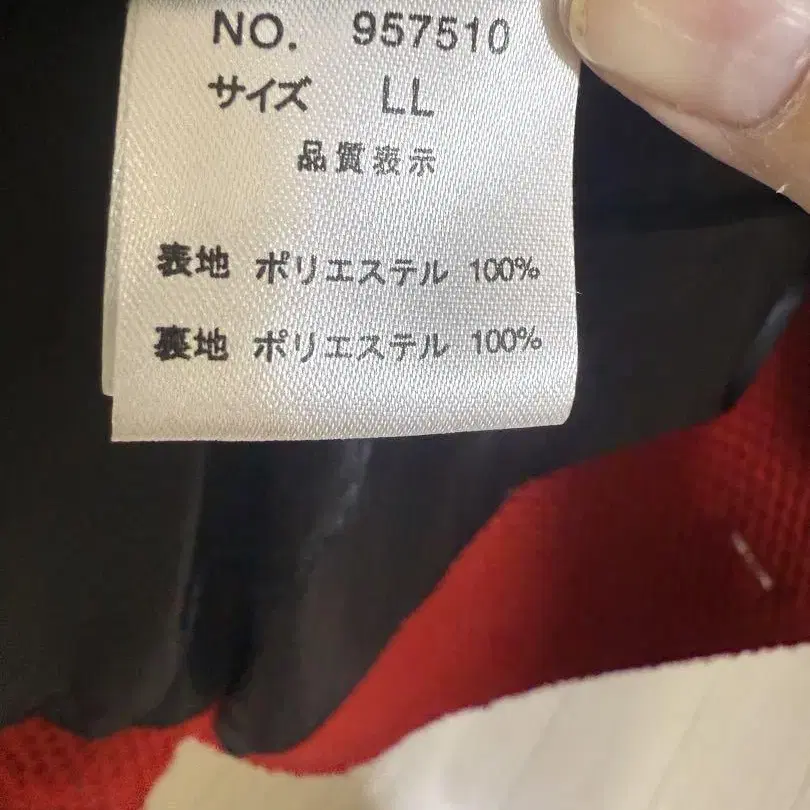 NO. 957510
サイズ LL
品質表示
表地 ポリエステル 100%
裏地 ポリエステル 100%